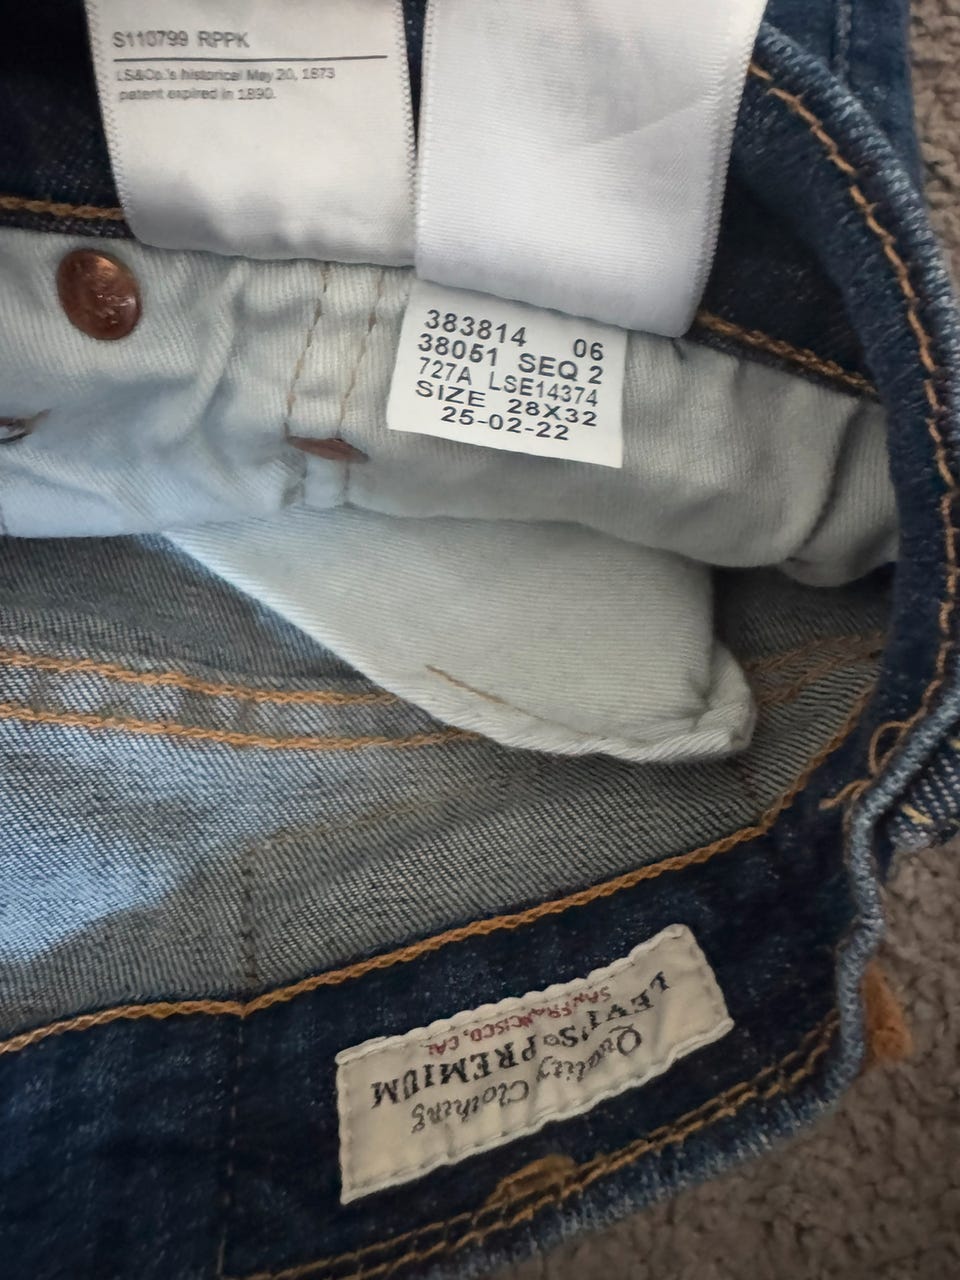 S110799 RPPK
LS&Co.'s historical May 20, 1873
patent expired in 1890.
383814 06
38051 SEQ 2
727A LSE14374
SIZE 28X32
25-02-22
Quality Clothing
LEVI'S® PREMIUM
SAN FRANCISCO, CAL